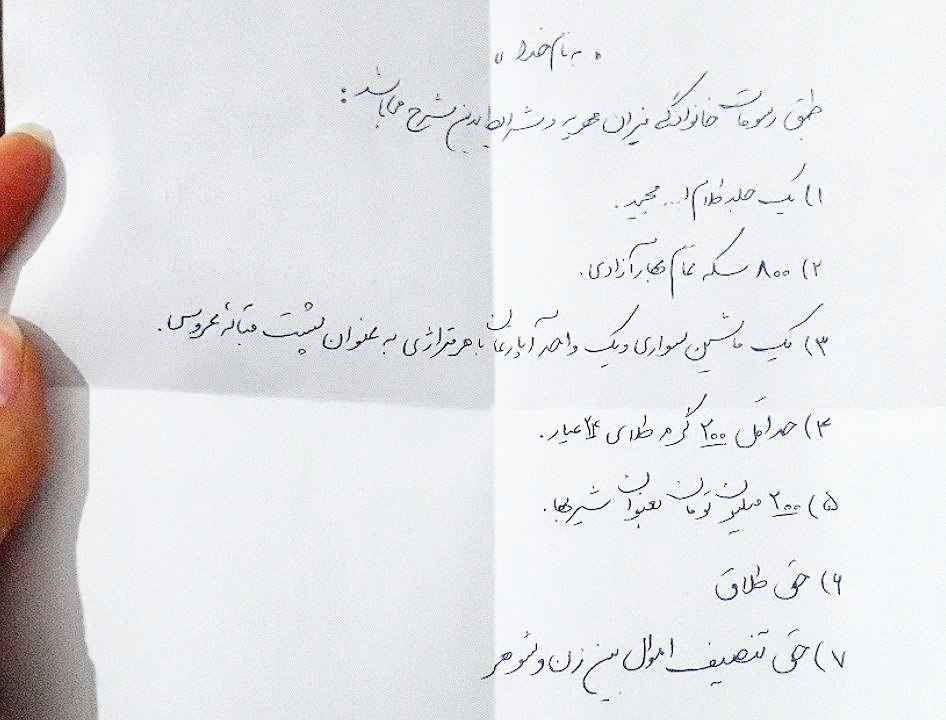 به نام خدا
طبق رسومات خانوادگی میزان مهریه و شرایط بدین شرح میباشد:
۱) یک جلد کلام ا... مجید.
۲) ۸۰۰ سکه تمام بهار آزادی.
۳) یک ماشین سواری و یک واحد آپارتمان با هر متراژی به عنوان پشت قباله عروس.
۴) حداقل ۲۰۰ گرم طلای ۲۴ عیار.
۵) ۲۰۰ میلیون تومان بعنوان شیربها.
۶) حق طلاق
۷) حق تنصیف اموال بین زن و شوهر